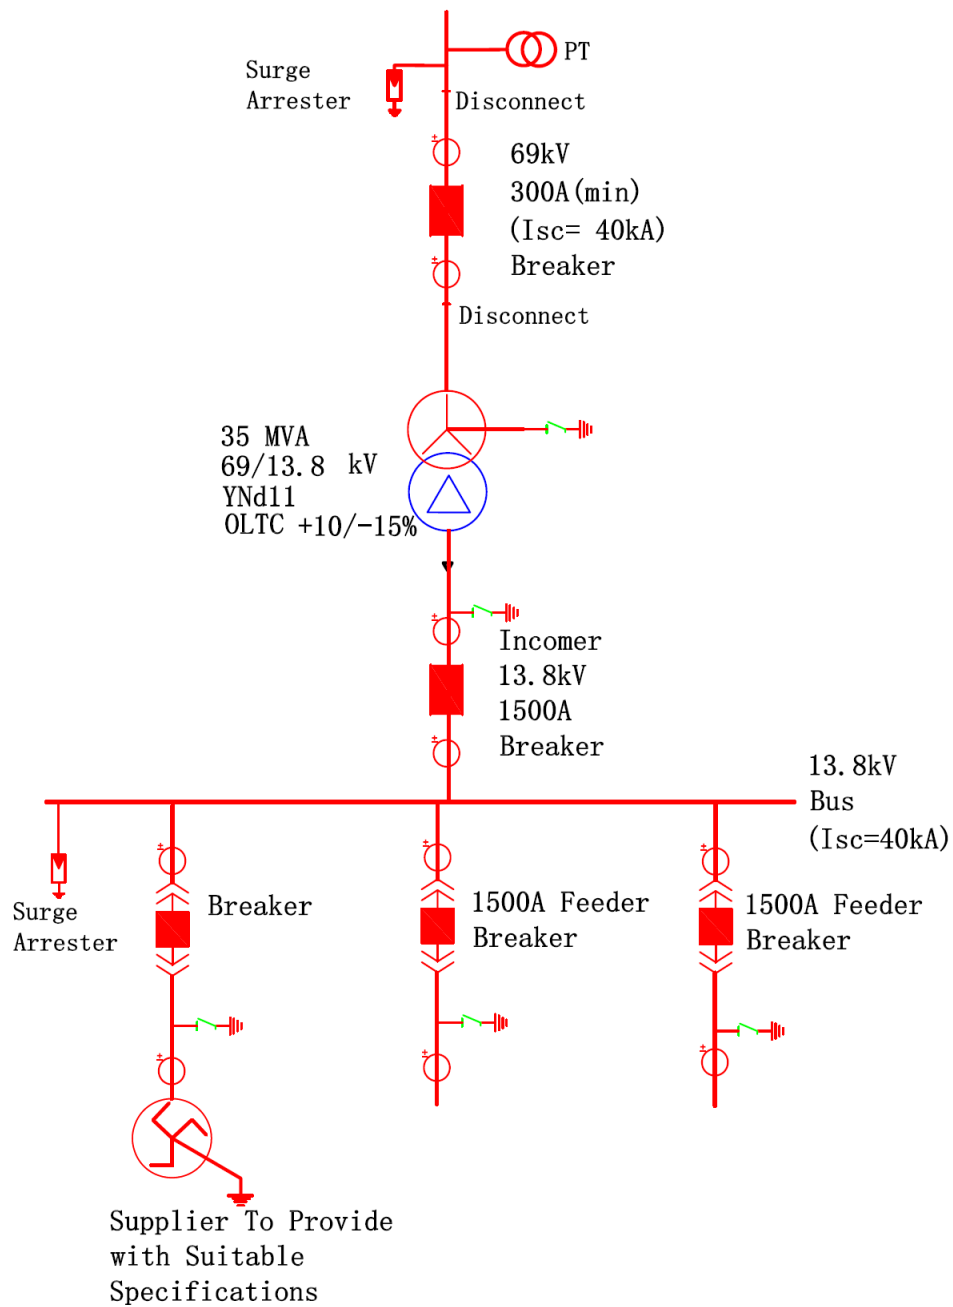 PT
Surge
Arrester
Disconnect
69kV
300A(min)
(Isc= 40kA)
Breaker
Disconnect
35 MVA
69/13.8 kV
YNd11
OLTC +10/-15%
Incomer
13.8kV
1500A
Breaker
13.8kV
Bus
(Isc=40kA)
Surge
Arrester
Breaker
1500A Feeder
Breaker
1500A Feeder
Breaker
Supplier To Provide
with Suitable
Specifications